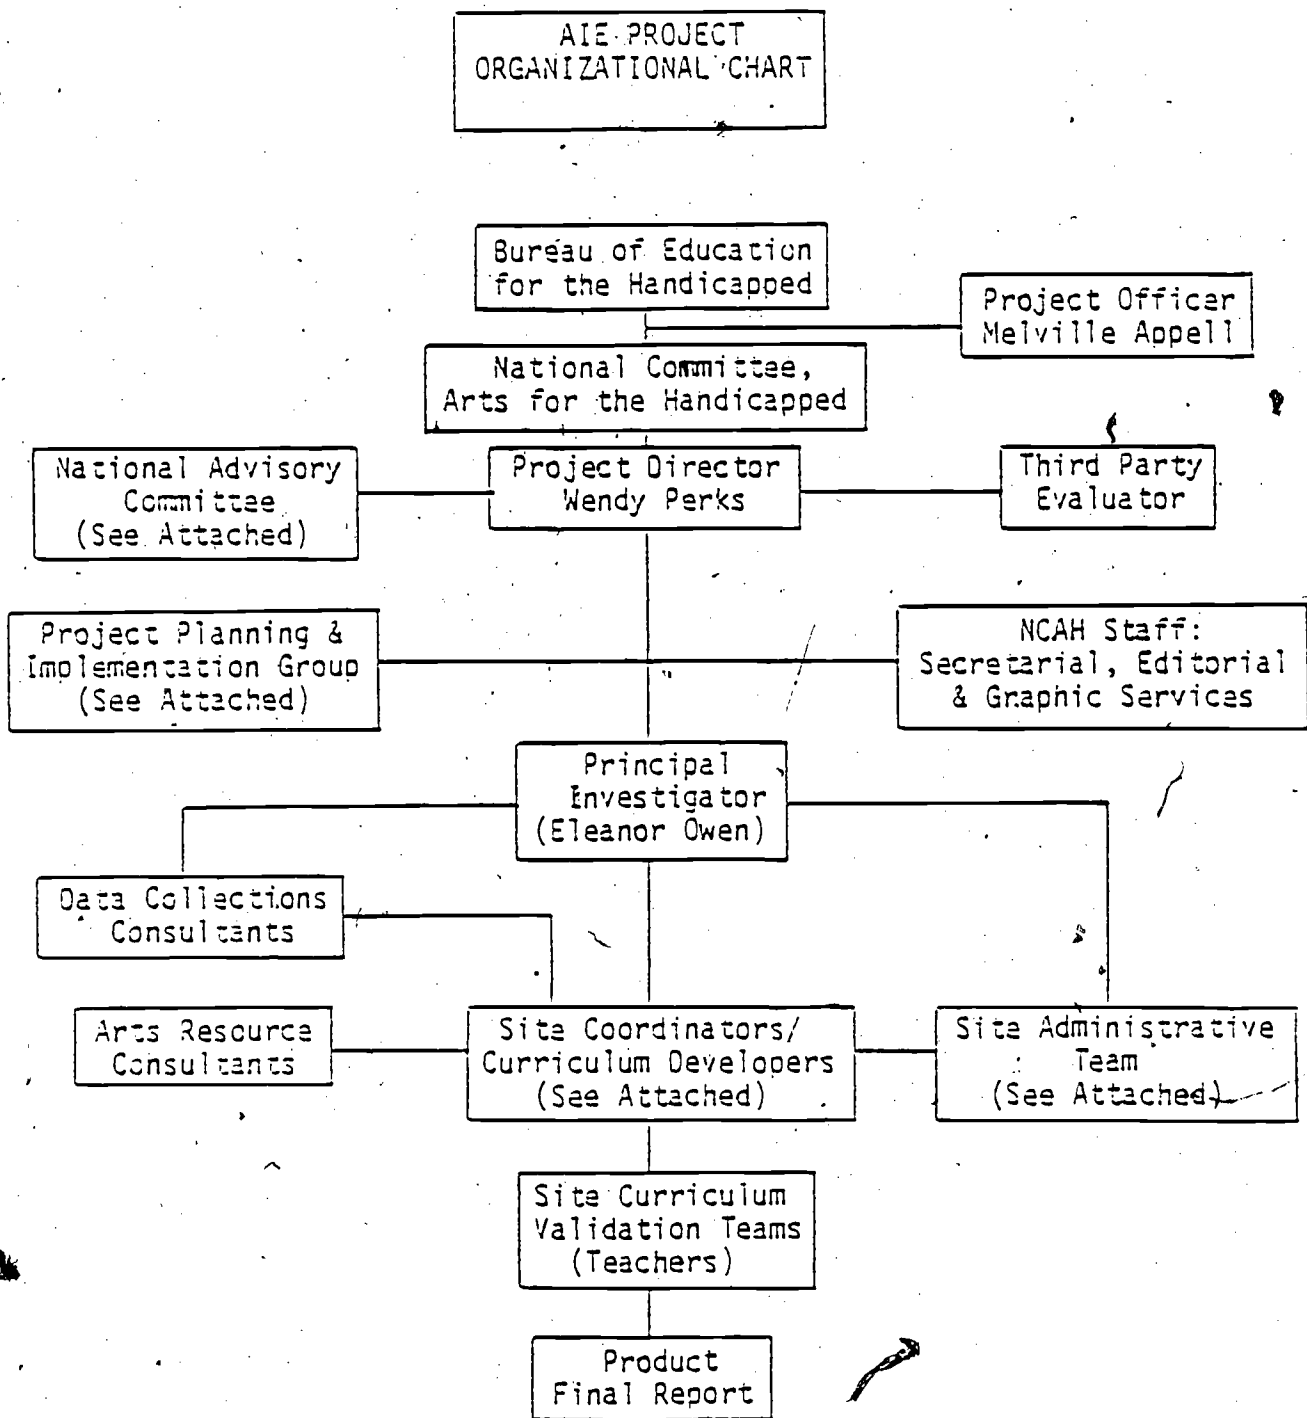 AIE PROJECT
ORGANIZATIONAL CHART
Bureau of Education
for the Handicapped
Project Officer
Melville Appell
National Committee,
Arts for the Handicapped
National Advisory
Committee
(See Attached)
Project Director
Wendy Perks
Third Party
Evaluator
Project Planning &
Implementation Group
(See Attached)
NCAH Staff:
Secretarial, Editorial
& Graphic Services
Principal
Investigator
(Eleanor Owen)
Data Collections
Consultants
Arts Resource
Consultants
Site Coordinators/
Curriculum Developers
(See Attached)
Site Administrative
Team
(See Attached)
Site Curriculum
Validation Teams
(Teachers)
Product
Final Report